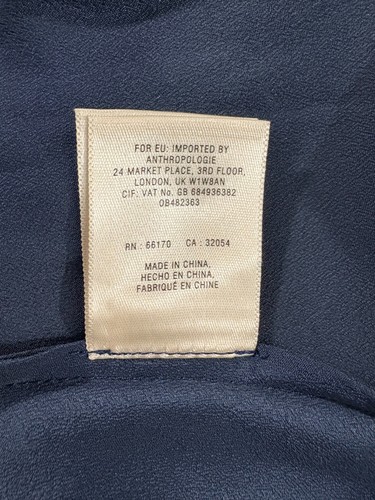 FOR EU: IMPORTED BY
ANTHROPOLOGIE
24 MARKET PLACE, 3RD FLOOR,
LONDON, UK W1W8AN
CIF: VAT No. GB 684936382
0B482363
RN : 66170 CA : 32054
MADE IN CHINA,
HECHO EN CHINA,
FABRIQUÉ EN CHINE